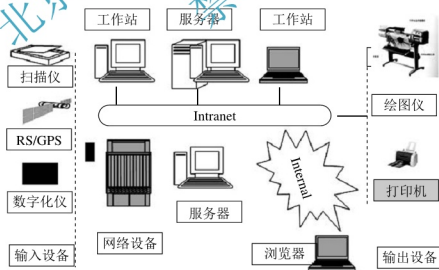 工作站
服务器
工作站
扫描仪
绘图仪
Intranet
RS/GPS
Internal
数字化仪
服务器
打印机
网络设备
浏览器
输入设备
输出设备